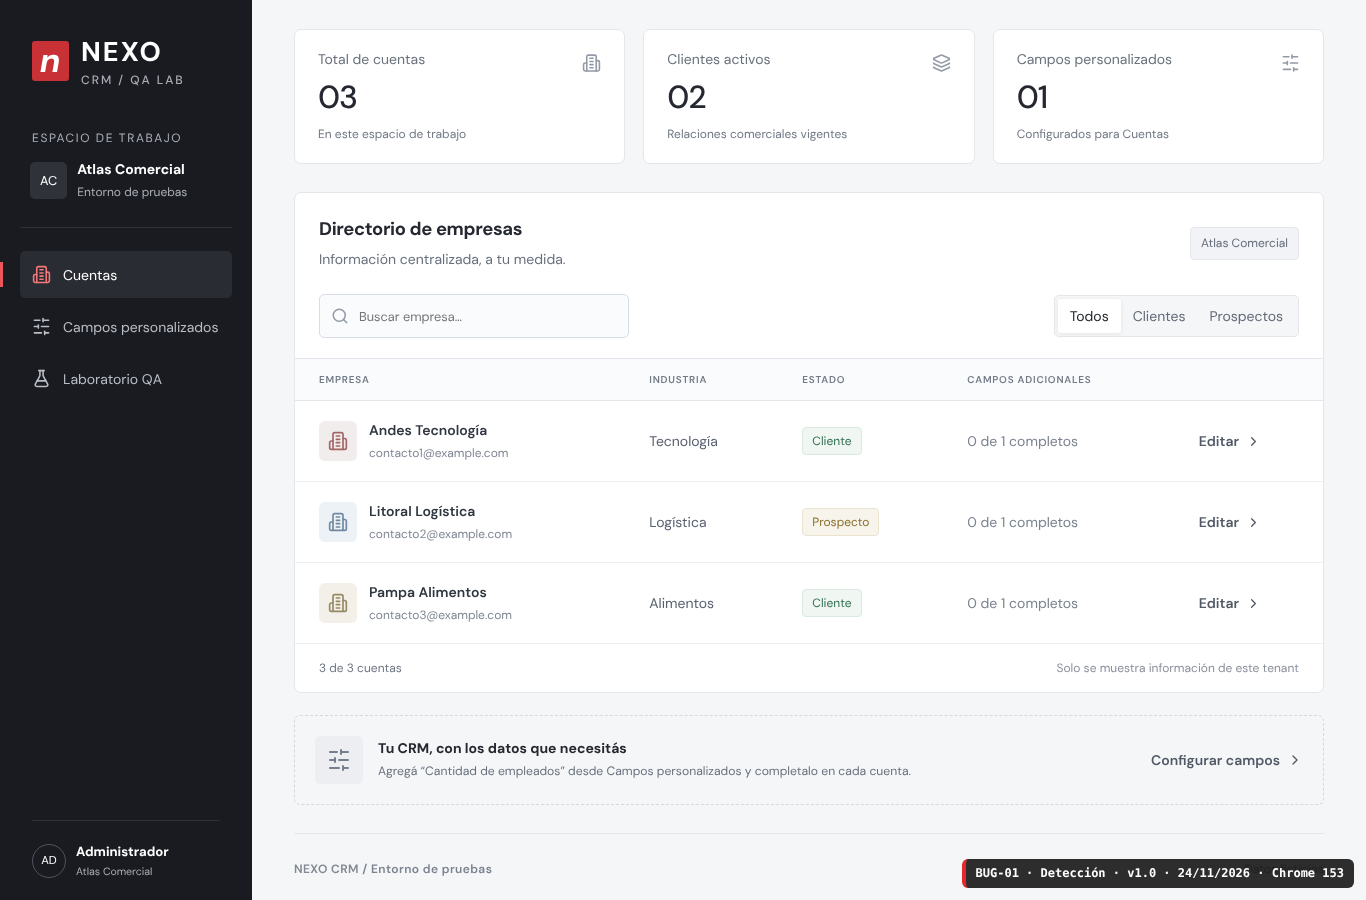 n NEXO
CRM / QA LAB
ESPACIO DE TRABAJO
AC Atlas Comercial
Entorno de pruebas
Cuentas
Campos personalizados
Laboratorio QA
AD Administrador
Atlas Comercial
Total de cuentas
03
En este espacio de trabajo
Clientes activos
02
Relaciones comerciales vigentes
Campos personalizados
01
Configurados para Cuentas
Directorio de empresas
Información centralizada, a tu medida.
Atlas Comercial
Buscar empresa...
Todos Clientes Prospectos
EMPRESA INDUSTRIA ESTADO CAMPOS ADICIONALES
Andes Tecnología
contacto1@example.com
Tecnología Cliente 0 de 1 completos Editar
Litoral Logística
contacto2@example.com
Logística Prospecto 0 de 1 completos Editar
Pampa Alimentos
contacto3@example.com
Alimentos Cliente 0 de 1 completos Editar
3 de 3 cuentas Solo se muestra información de este tenant
Tu CRM, con los datos que necesitás
Agregá “Cantidad de empleados” desde Campos personalizados y completalo en cada cuenta.
Configurar campos
NEXO CRM / Entorno de pruebas
BUG-01 · Detección · v1.0 · 24/11/2026 · Chrome 153